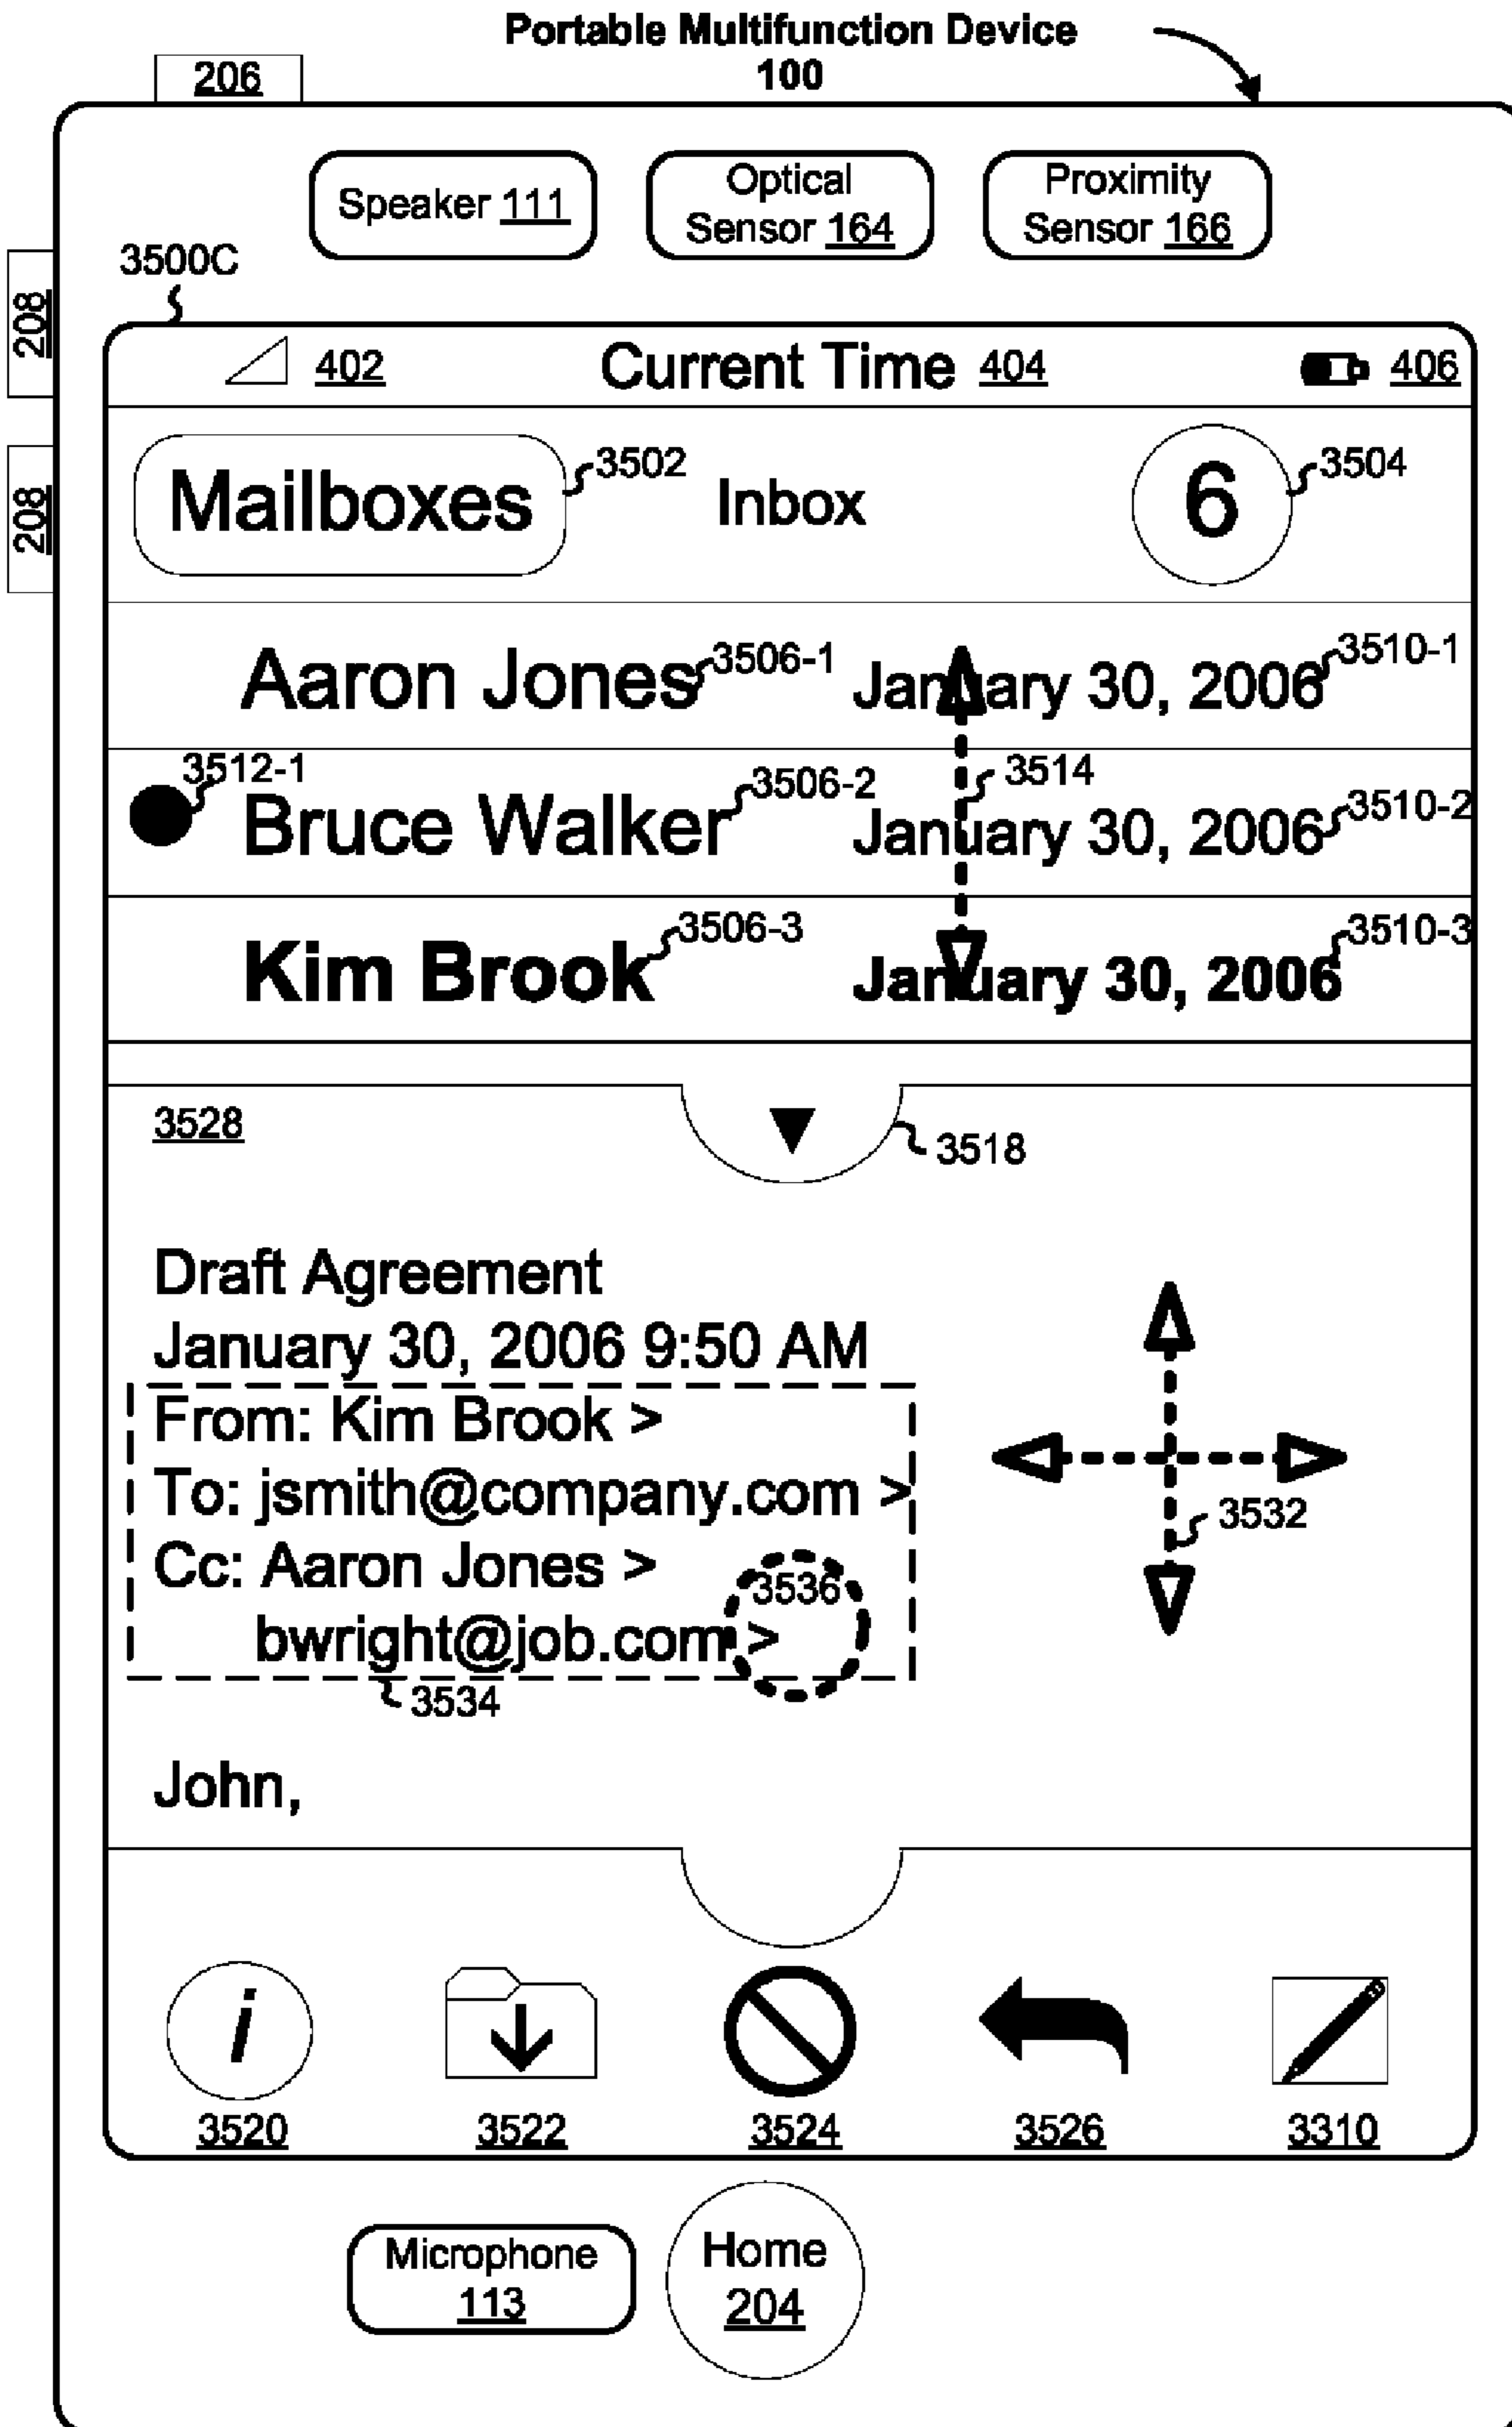 Portable Multifunction Device
100
206
Speaker 111
Optical
Sensor 164
Proximity
Sensor 166
3500C
208
208
402
Current Time 404
406
Mailboxes
3502
Inbox
6
3504
Aaron Jones
3506-1
January 30, 2006
3510-1
3512-1
Bruce Walker
3506-2
3514
January 30, 2006
3510-2
Kim Brook
3506-3
January 30, 2006
3510-3
3528
3518
Draft Agreement
January 30, 2006 9:50 AM
From: Kim Brook >
To: jsmith@company.com >
3532
Cc: Aaron Jones >
3536
bwright@job.com >
3534
John,
i
3520
3522
3524
3526
3310
Microphone
113
Home
204